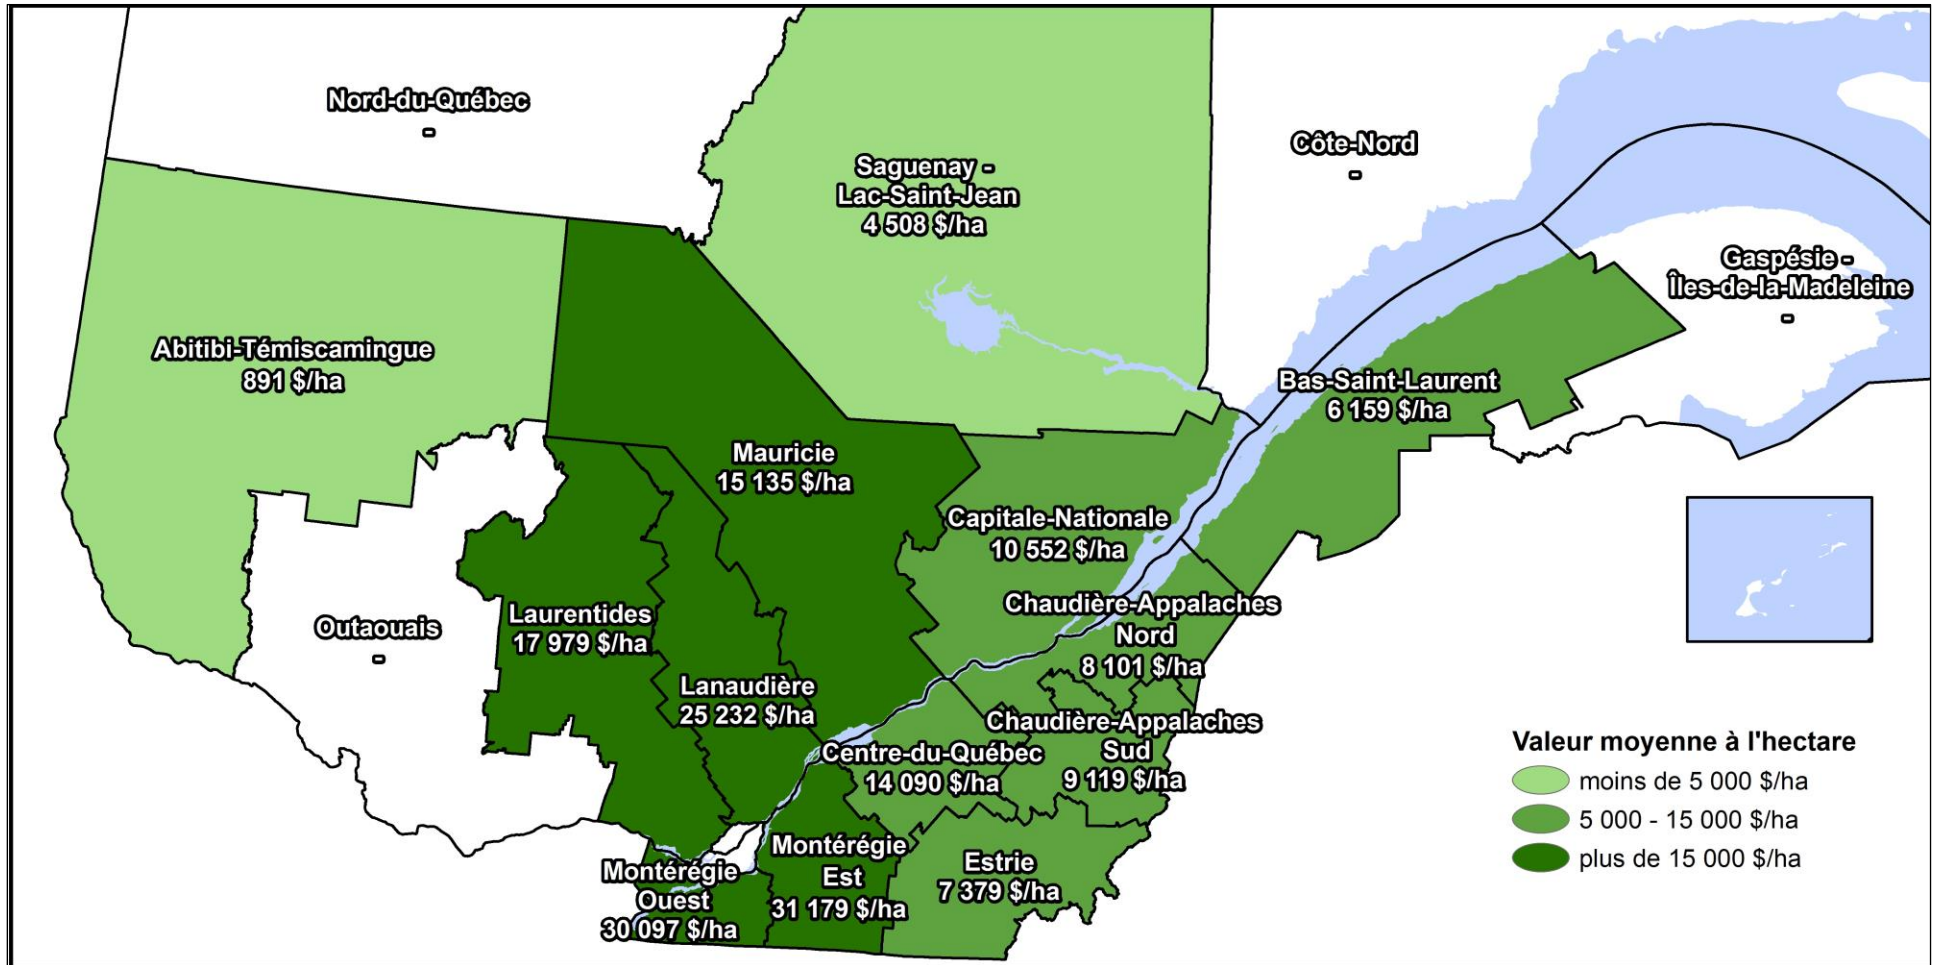 Nord-du-Québec
-
Saguenay -
Lac-Saint-Jean
4 508 $/ha
Côte-Nord
-
Gaspésie -
Îles-de-la-Madeleine
-
Abitibi-Témiscamingue
891 $/ha
Bas-Saint-Laurent
6 159 $/ha
Mauricie
15 135 $/ha
Capitale-Nationale
10 552 $/ha
Outaouais
-
Laurentides
17 979 $/ha
Chaudière-Appalaches
Nord
8 101 $/ha
Lanaudière
25 232 $/ha
Chaudière-Appalaches
Sud
9 119 $/ha
Centre-du-Québec
14 090 $/ha
Montérégie
Est
31 179 $/ha
Montérégie
Ouest
30 097 $/ha
Estrie
7 379 $/ha
Valeur moyenne à l'hectare
moins de 5 000 $/ha
5 000 - 15 000 $/ha
plus de 15 000 $/ha